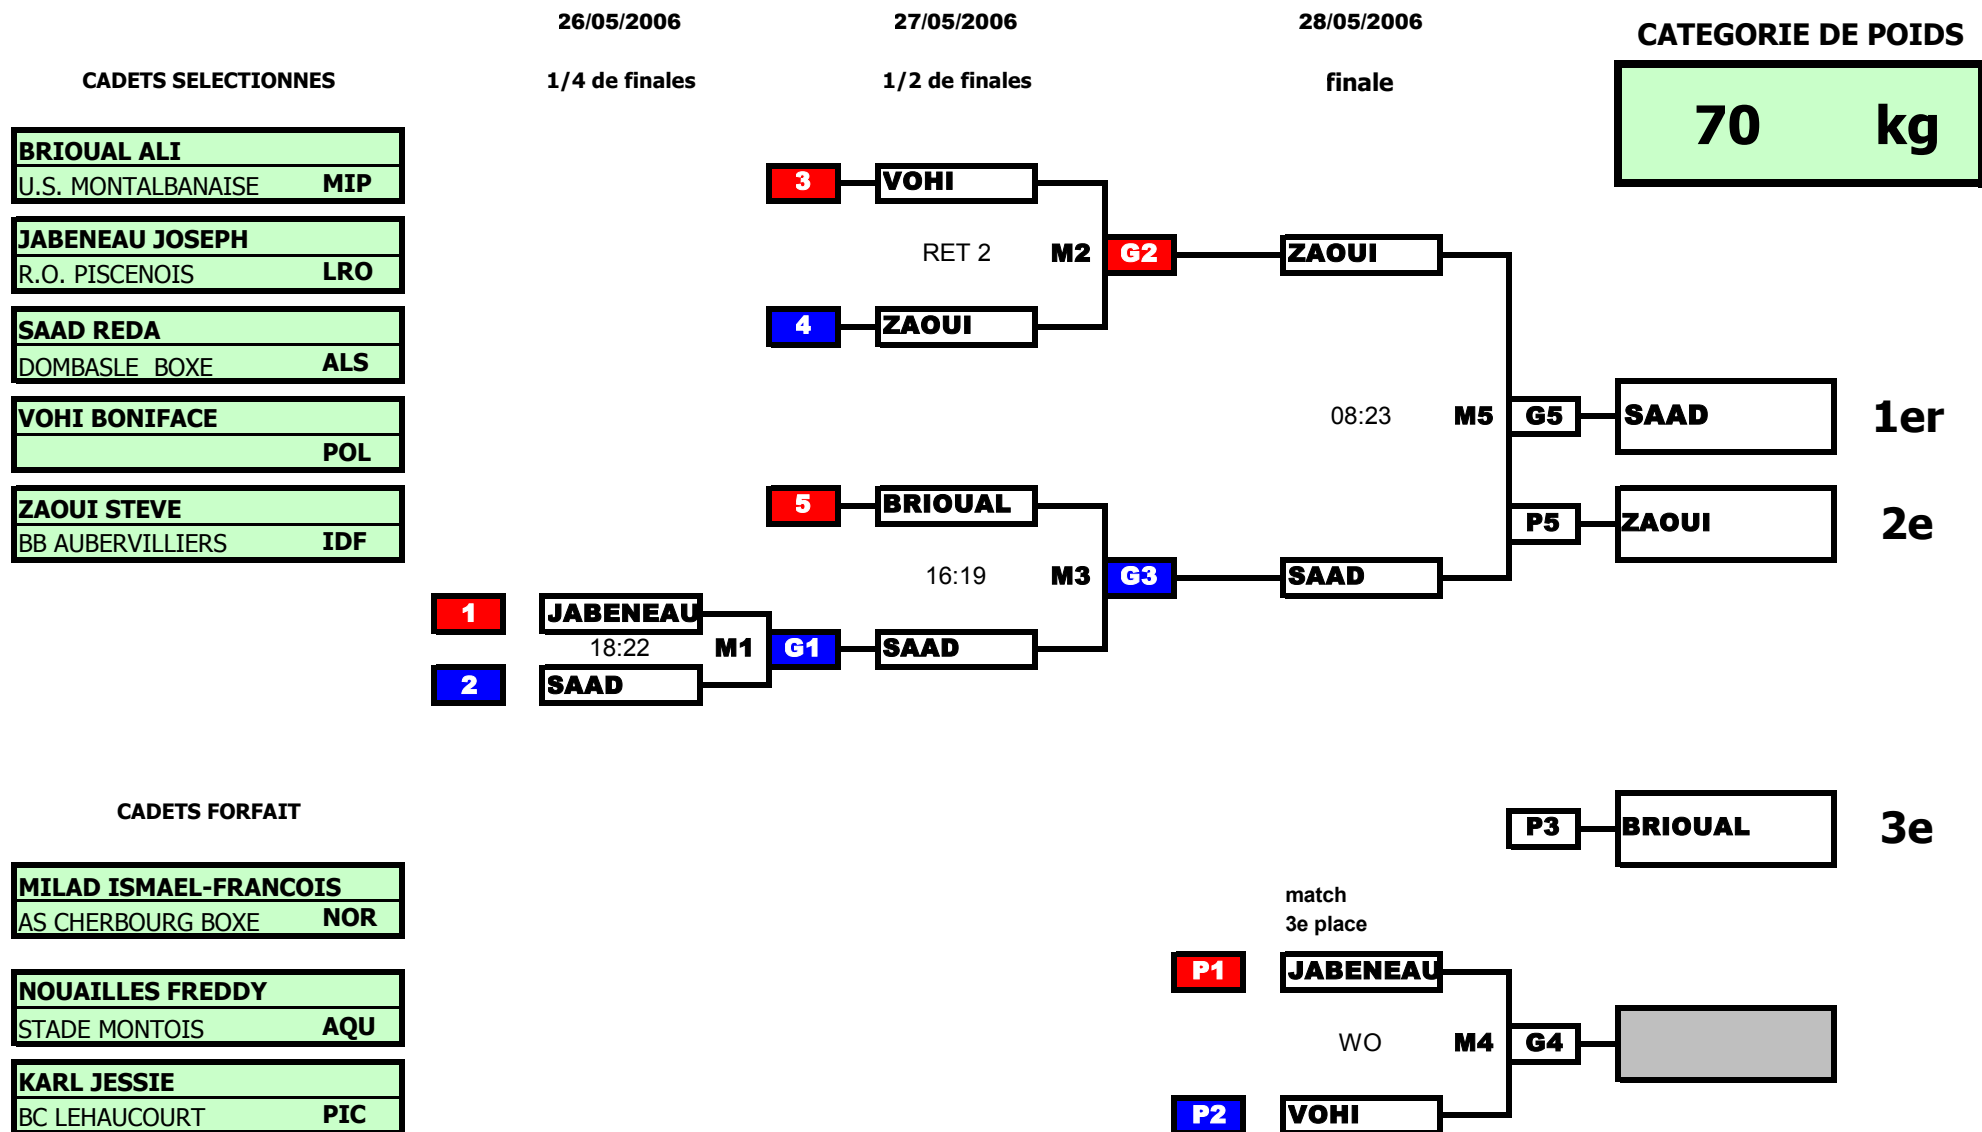 26/05/2006 27/05/2006 28/05/2006
CATEGORIE DE POIDS
CADETS SELECTIONNES 1/4 de finales 1/2 de finales finale
70 kg
BRIOUAL ALI
U.S. MONTALBANAISE MIP
3 VOHI
JABENEAU JOSEPH
R.O. PISCENOIS LRO
RET 2 M2 G2 ZAOUI
SAAD REDA
DOMBASLE BOXE ALS
4 ZAOUI
VOHI BONIFACE
POL
08:23 M5 G5 SAAD 1er
ZAOUI STEVE
BB AUBERVILLIERS IDF
5 BRIOUAL
P5 ZAOUI 2e
16:19 M3 G3 SAAD
1 JABENEAU
18:22 M1 G1 SAAD
2 SAAD
CADETS FORFAIT
P3 BRIOUAL 3e
MILAD ISMAEL-FRANCOIS
AS CHERBOURG BOXE NOR
match
3e place
P1 JABENEAU
NOUAILLES FREDDY
STADE MONTOIS AQU
WO M4 G4
KARL JESSIE
BC LEHAUCOURT PIC
P2 VOHI